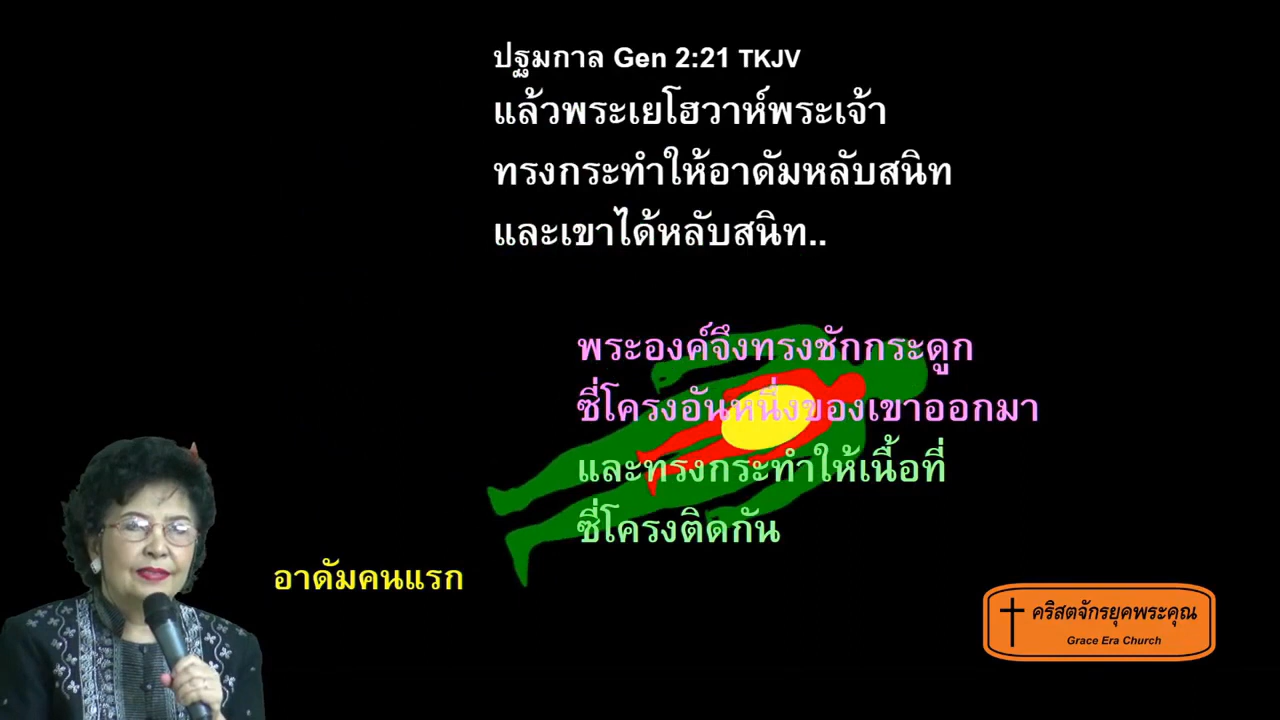 ปฐมกาล Gen 2:21 TKJV
แล้วพระเยโฮวาห์พระเจ้า
ทรงกระทำให้อาดัมหลับสนิท
และเขาได้หลับสนิท..
พระองค์จึงทรงชักกระดูก
ซี่โครงอันหนึ่งของเขาออกมา
และทรงกระทำให้เนื้อที่
ซี่โครงติดกัน
อาดัมคนแรก
คริสตจักรยุคพระคุณ
Grace Era Church